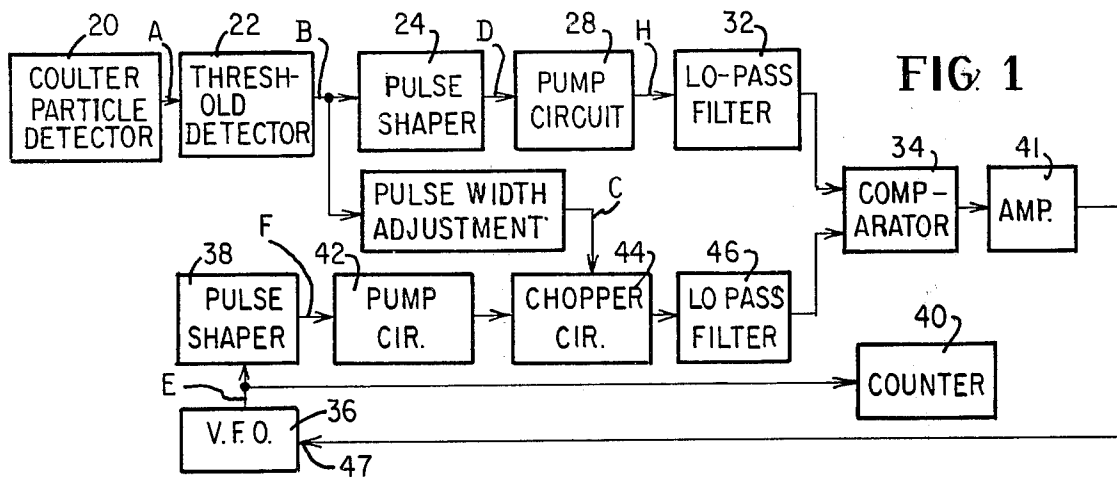 FIG. 1
20
A
22
B
24
D
28
H
32
COULTER
PARTICLE
DETECTOR
THRESH-
OLD
DETECTOR
PULSE
SHAPER
PUMP
CIRCUIT
LO-PASS
FILTER
34
41
COMP-
ARATOR
AMP.
PULSE WIDTH
ADJUSTMENT
C
38
F
42
44
46
PULSE
SHAPER
PUMP
CIR.
CHOPPER
CIR.
LO PASS
FILTER
40
COUNTER
E
36
V.F.O.
47